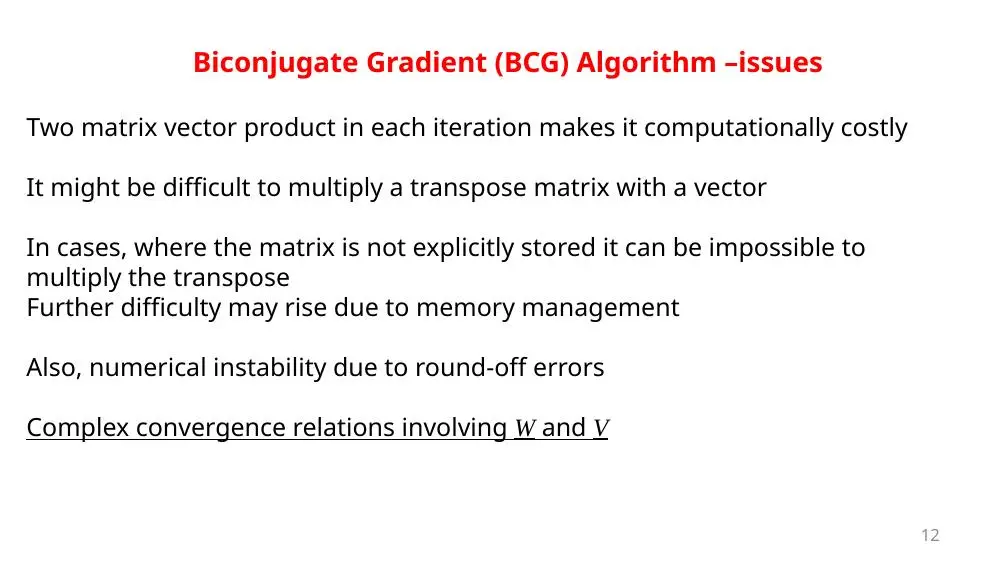 Biconjugate Gradient (BCG) Algorithm –issues
Two matrix vector product in each iteration makes it computationally costly
It might be difficult to multiply a transpose matrix with a vector
In cases, where the matrix is not explicitly stored it can be impossible to
multiply the transpose
Further difficulty may rise due to memory management
Also, numerical instability due to round-off errors
Complex convergence relations involving W and V
12